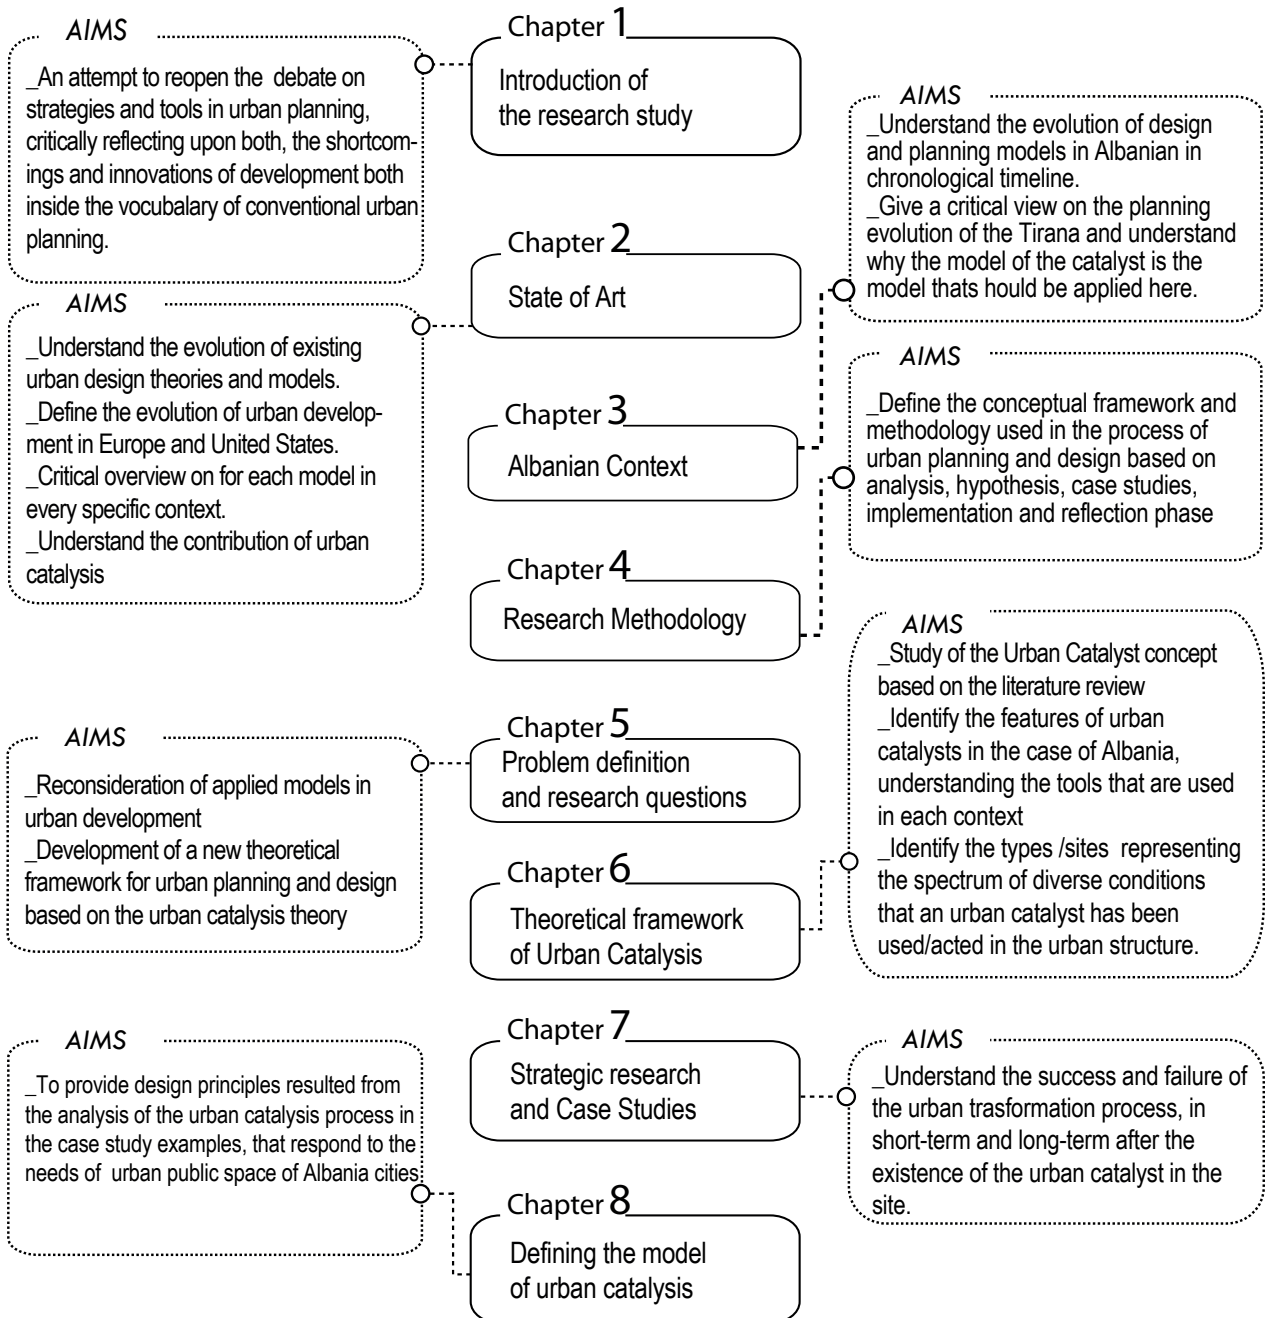 Chapter 1
Introduction of
the research study
AIMS
_An attempt to reopen the debate on
strategies and tools in urban planning,
critically reflecting upon both, the shortcom-
ings and innovations of development both
inside the vocubalary of conventional urban
planning.
Chapter 2
State of Art
AIMS
_Understand the evolution of existing
urban design theories and models.
_Define the evolution of urban develop-
ment in Europe and United States.
_Critical overview on for each model in
every specific context.
_Understand the contribution of urban
catalysis
Chapter 3
Albanian Context
AIMS
_Understand the evolution of design
and planning models in Albanian in
chronological timeline.
_Give a critical view on the planning
evolution of the Tirana and understand
why the model of the catalyst is the
model thats hould be applied here.
Chapter 4
Research Methodology
AIMS
_Define the conceptual framework and
methodology used in the process of
urban planning and design based on
analysis, hypothesis, case studies,
implementation and reflection phase
Chapter 5
Problem definition
and research questions
AIMS
_Reconsideration of applied models in
urban development
_Development of a new theoretical
framework for urban planning and design
based on the urban catalysis theory
Chapter 6
Theoretical framework
of Urban Catalysis
AIMS
_Study of the Urban Catalyst concept
based on the literature review
_Identify the features of urban
catalysts in the case of Albania,
understanding the tools that are used
in each context
_Identify the types /sites representing
the spectrum of diverse conditions
that an urban catalyst has been
used/acted in the urban structure.
Chapter 7
Strategic research
and Case Studies
AIMS
_Understand the success and failure of
the urban trasformation process, in
short-term and long-term after the
existence of the urban catalyst in the
site.
Chapter 8
Defining the model
of urban catalysis
AIMS
_To provide design principles resulted from
the analysis of the urban catalysis process in
the case study examples, that respond to the
needs of urban public space of Albania cities